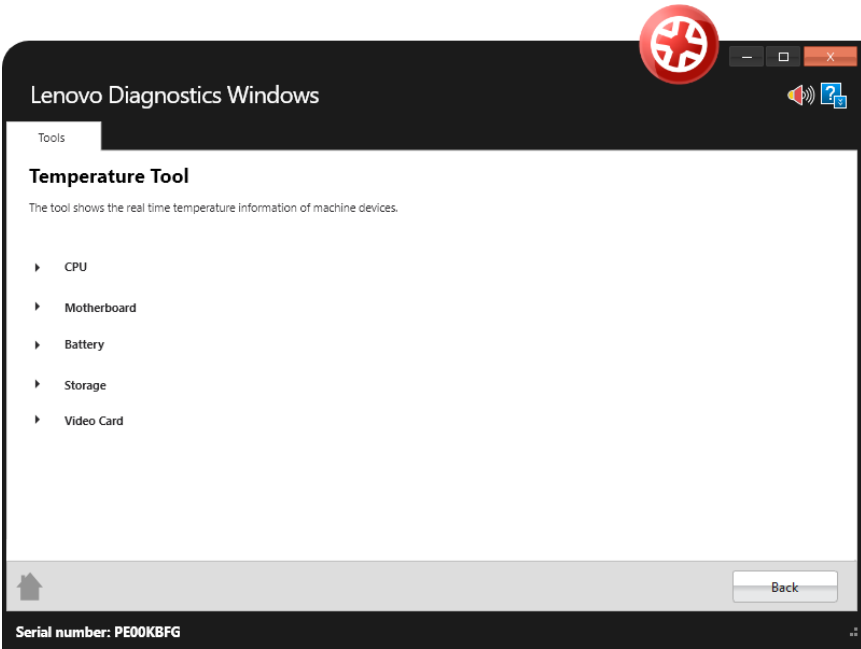 Lenovo Diagnostics Windows
Tools
Temperature Tool
The tool shows the real time temperature information of machine devices.
CPU
Motherboard
Battery
Storage
Video Card
Back
Serial number: PE00KBFG